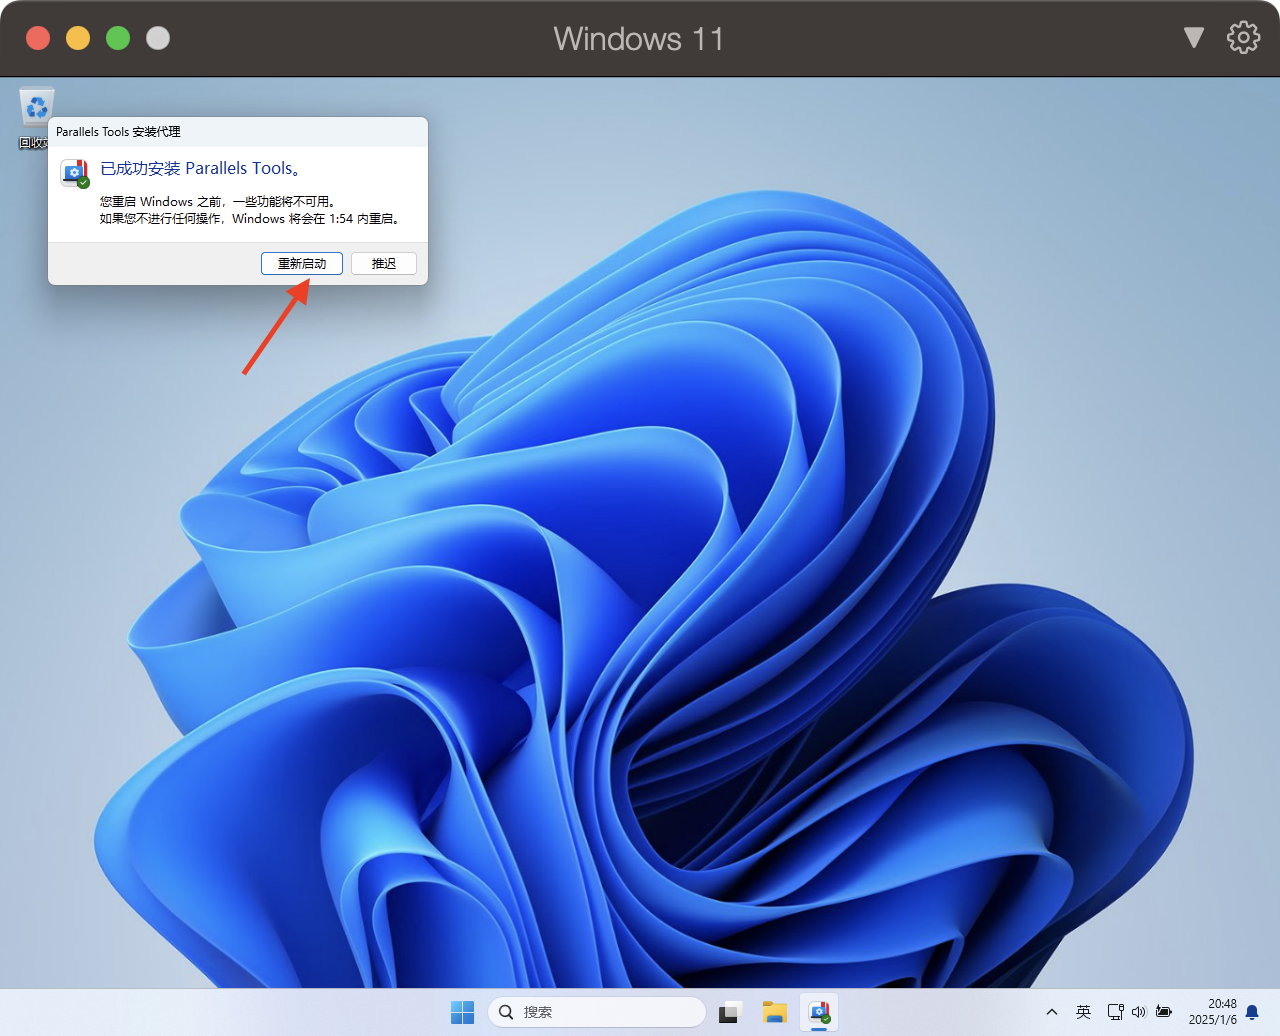 Windows 11
回收
Parallels Tools 安装代理
已成功安装 Parallels Tools。
您重启 Windows 之前，一些功能将不可用。
如果您不进行任何操作，Windows 将会在 1:54 内重启。
重新启动
推迟
搜索
英
20:48
2025/1/6